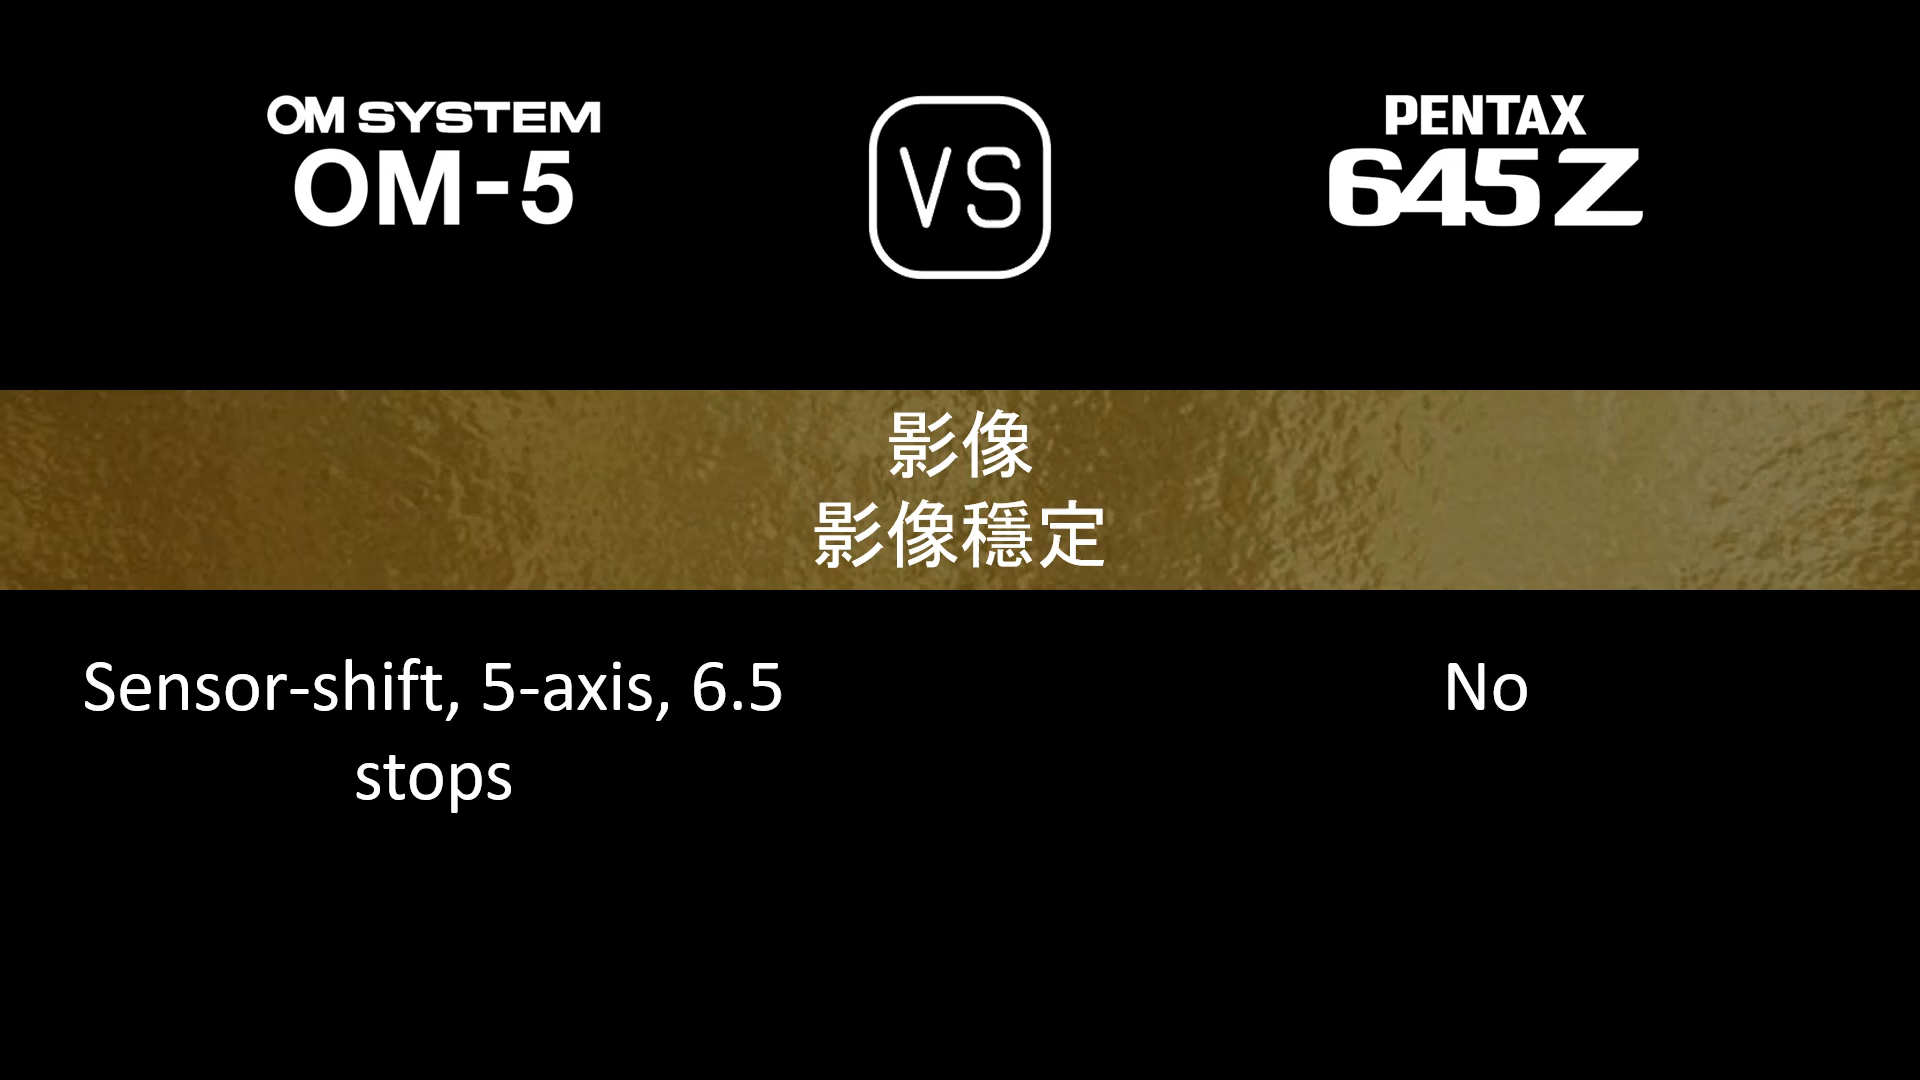 OM SYSTEM
OM-5
VS
PENTAX
645Z
影像
影像穩定
Sensor-shift, 5-axis, 6.5
stops
No